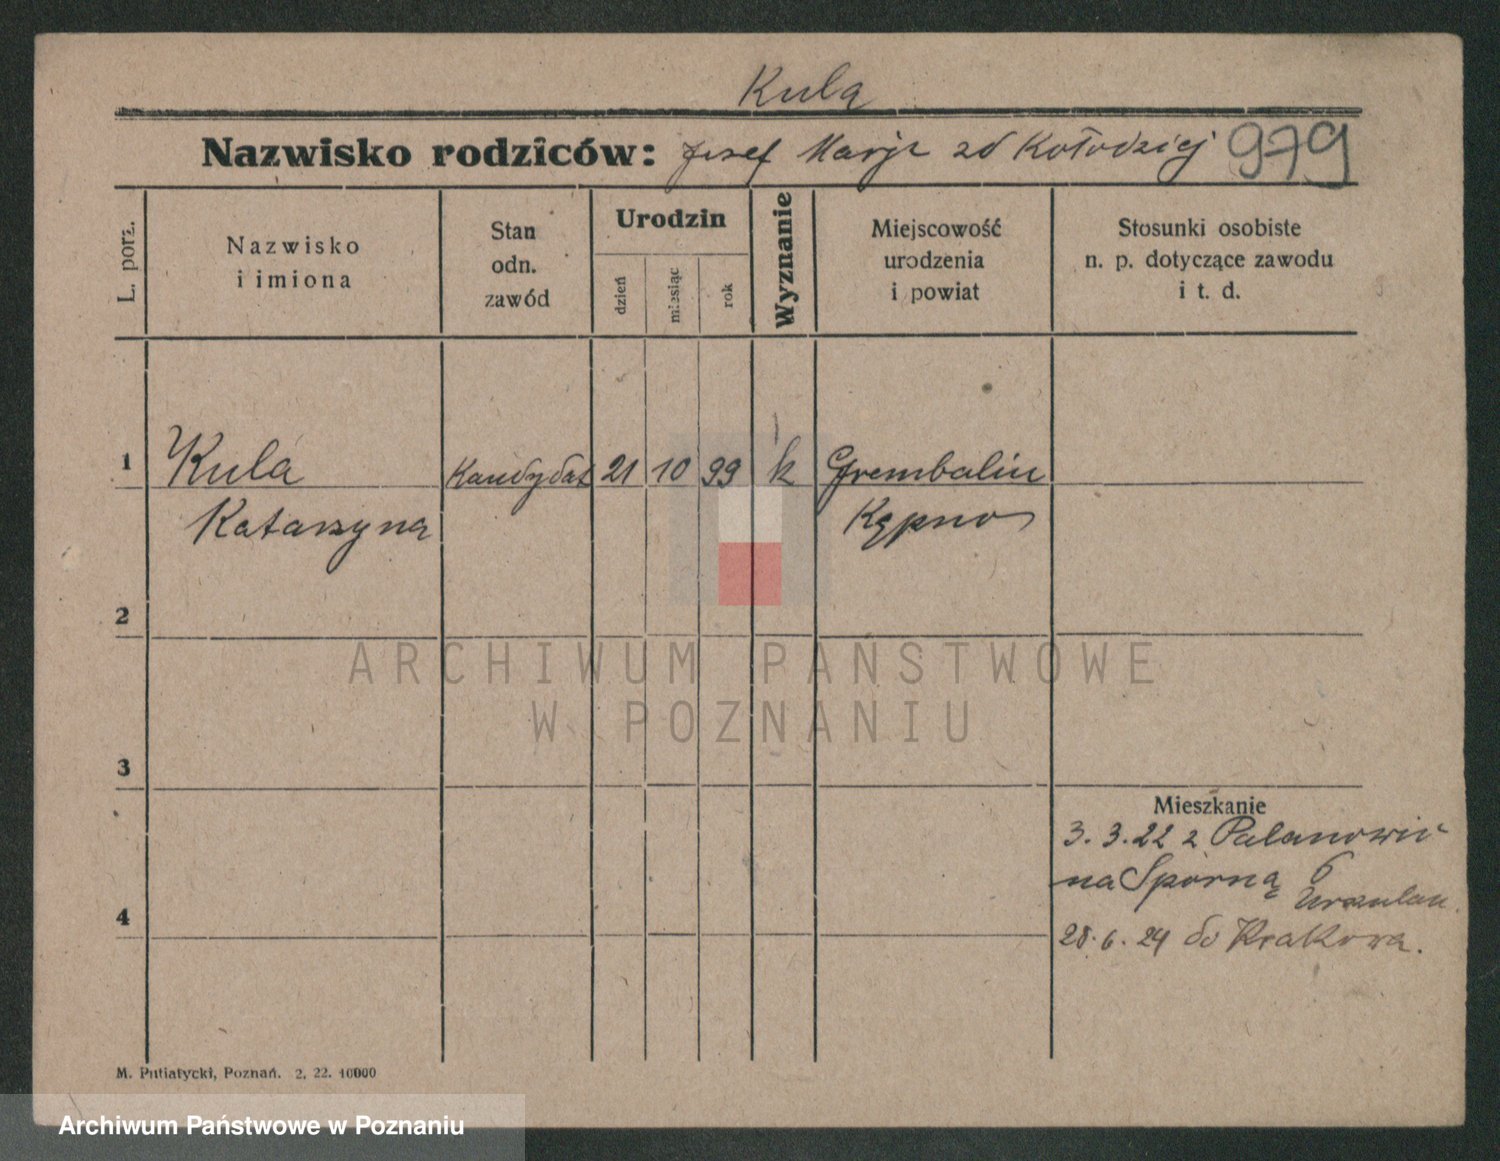 Kula
Nazwisko rodziców: Józef Marja zd Kołodziej 979
L. porz.
Nazwisko
i imiona
Stan
odn.
zawód
Urodzin
dzień
miesiąc
rok
Wyznanie
Miejscowość
urodzenia
i powiat
Stosunki osobiste
n. p. dotyczące zawodu
i t. d.
1 Kula Kandydat 21 10 99 k Grembalin
Katarzyna Kępno
2
ARCHIWUM PAŃSTWOWE
W POZNANIU
3
Mieszkanie
3. 3. 22 z
na Sporną 6
Urszulan.
4
28. 6. 24 do Krakowa.
M. Putiatycki, Poznań. 2. 22. 10000
Archiwum Państwowe w Poznaniu